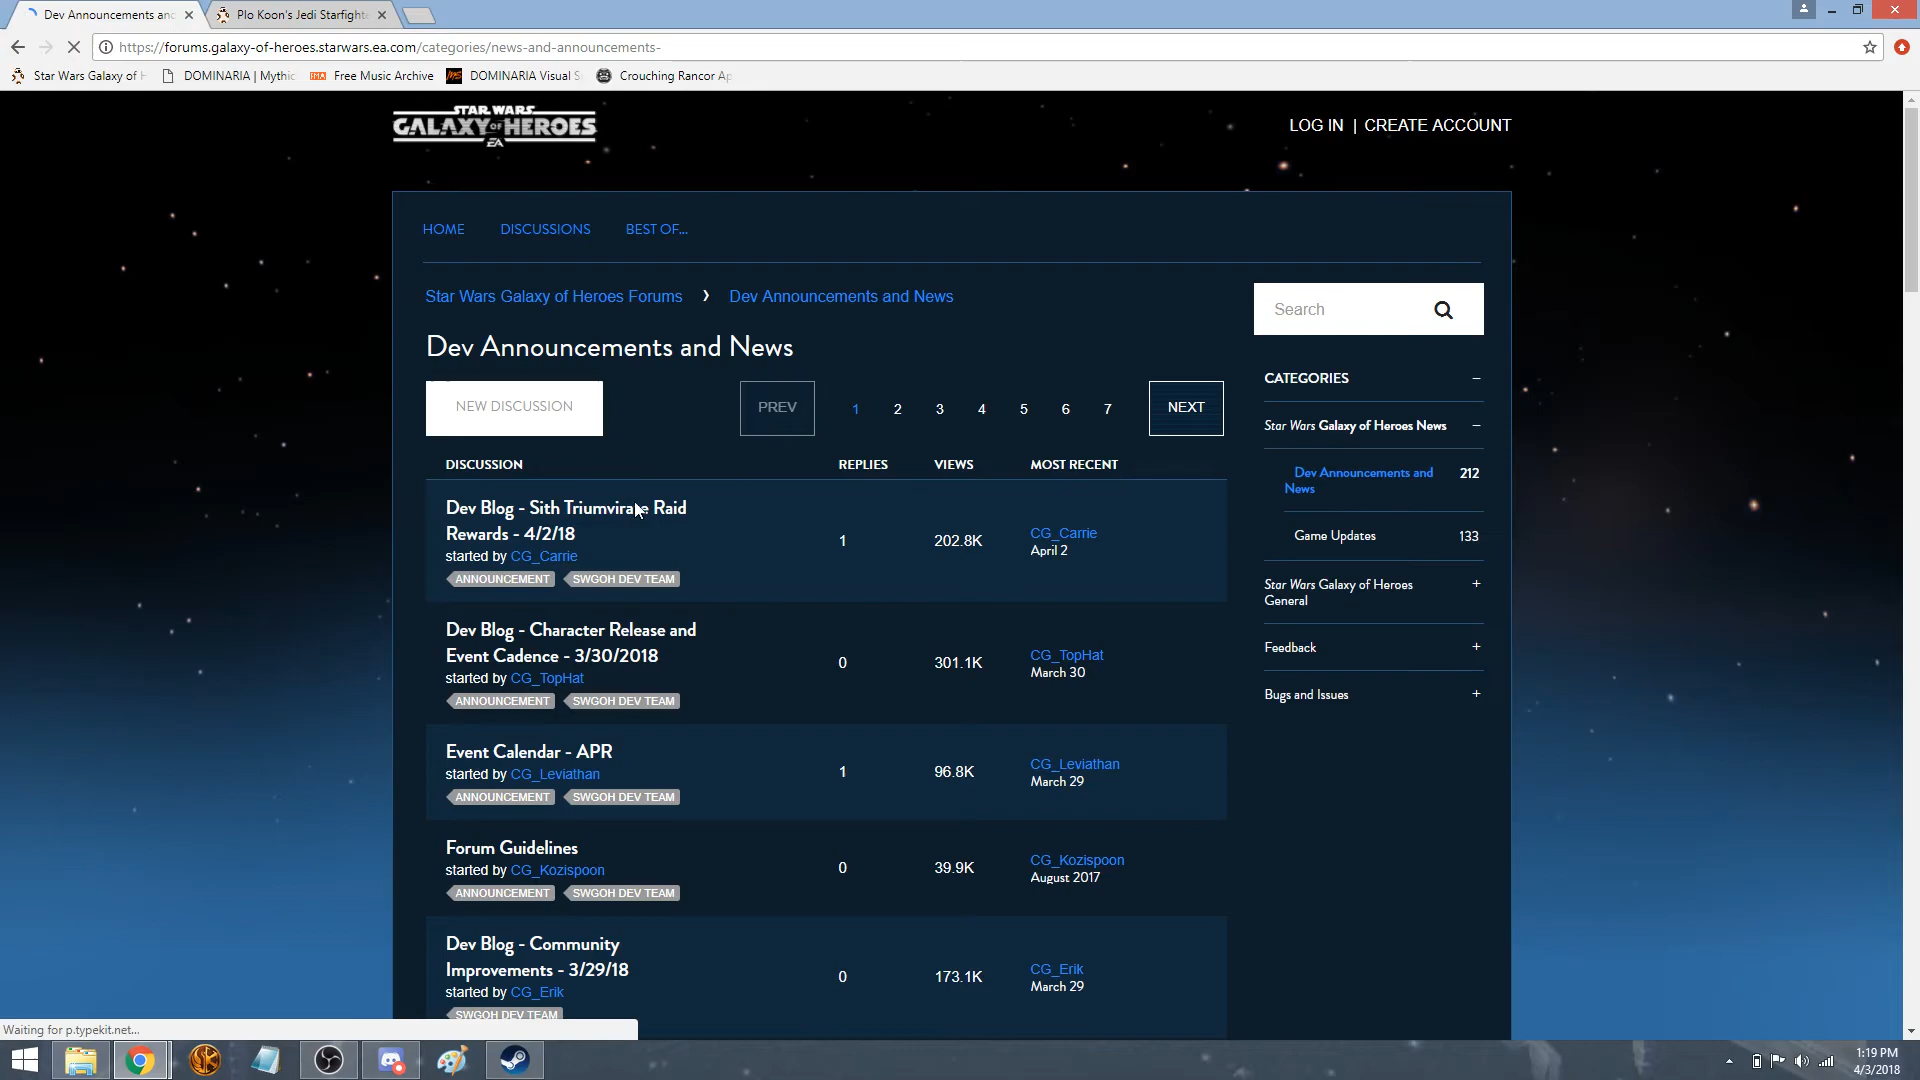 Dev Announcements an
Plo Koon's Jedi Starfighte
https://forums.galaxy-of-heroes.starwars.ea.com/categories/news-and-announcements-
Star Wars Galaxy of H
DOMINARIA | Mythic
FMA
Free Music Archive
DOMINARIA Visual S
Crouching Rancor Ap
STAR WARS
GALAXY OF HEROES
EA
LOG IN | CREATE ACCOUNT
HOME
DISCUSSIONS
BEST OF...
Star Wars Galaxy of Heroes Forums › Dev Announcements and News
Search
Dev Announcements and News
NEW DISCUSSION
PREV
1 2 3 4 5 6 7
NEXT
DISCUSSION REPLIES VIEWS MOST RECENT
Dev Blog - Sith Triumvirate Raid
Rewards - 4/2/18
started by CG_Carrie
ANNOUNCEMENT SWGOH DEV TEAM
1
202.8K
CG_Carrie
April 2
Dev Blog - Character Release and
Event Cadence - 3/30/2018
started by CG_TopHat
ANNOUNCEMENT SWGOH DEV TEAM
0
301.1K
CG_TopHat
March 30
Event Calendar - APR
started by CG_Leviathan
ANNOUNCEMENT SWGOH DEV TEAM
1
96.8K
CG_Leviathan
March 29
Forum Guidelines
started by CG_Kozispoon
ANNOUNCEMENT SWGOH DEV TEAM
0
39.9K
CG_Kozispoon
August 2017
Dev Blog - Community
Improvements - 3/29/18
started by CG_Erik
SWGOH DEV TEAM
0
173.1K
CG_Erik
March 29
CATEGORIES –
Star Wars Galaxy of Heroes News –
Dev Announcements and 212
News
Game Updates 133
Star Wars Galaxy of Heroes +
General
Feedback +
Bugs and Issues +
Waiting for p.typekit.net...
1:19 PM
4/3/2018